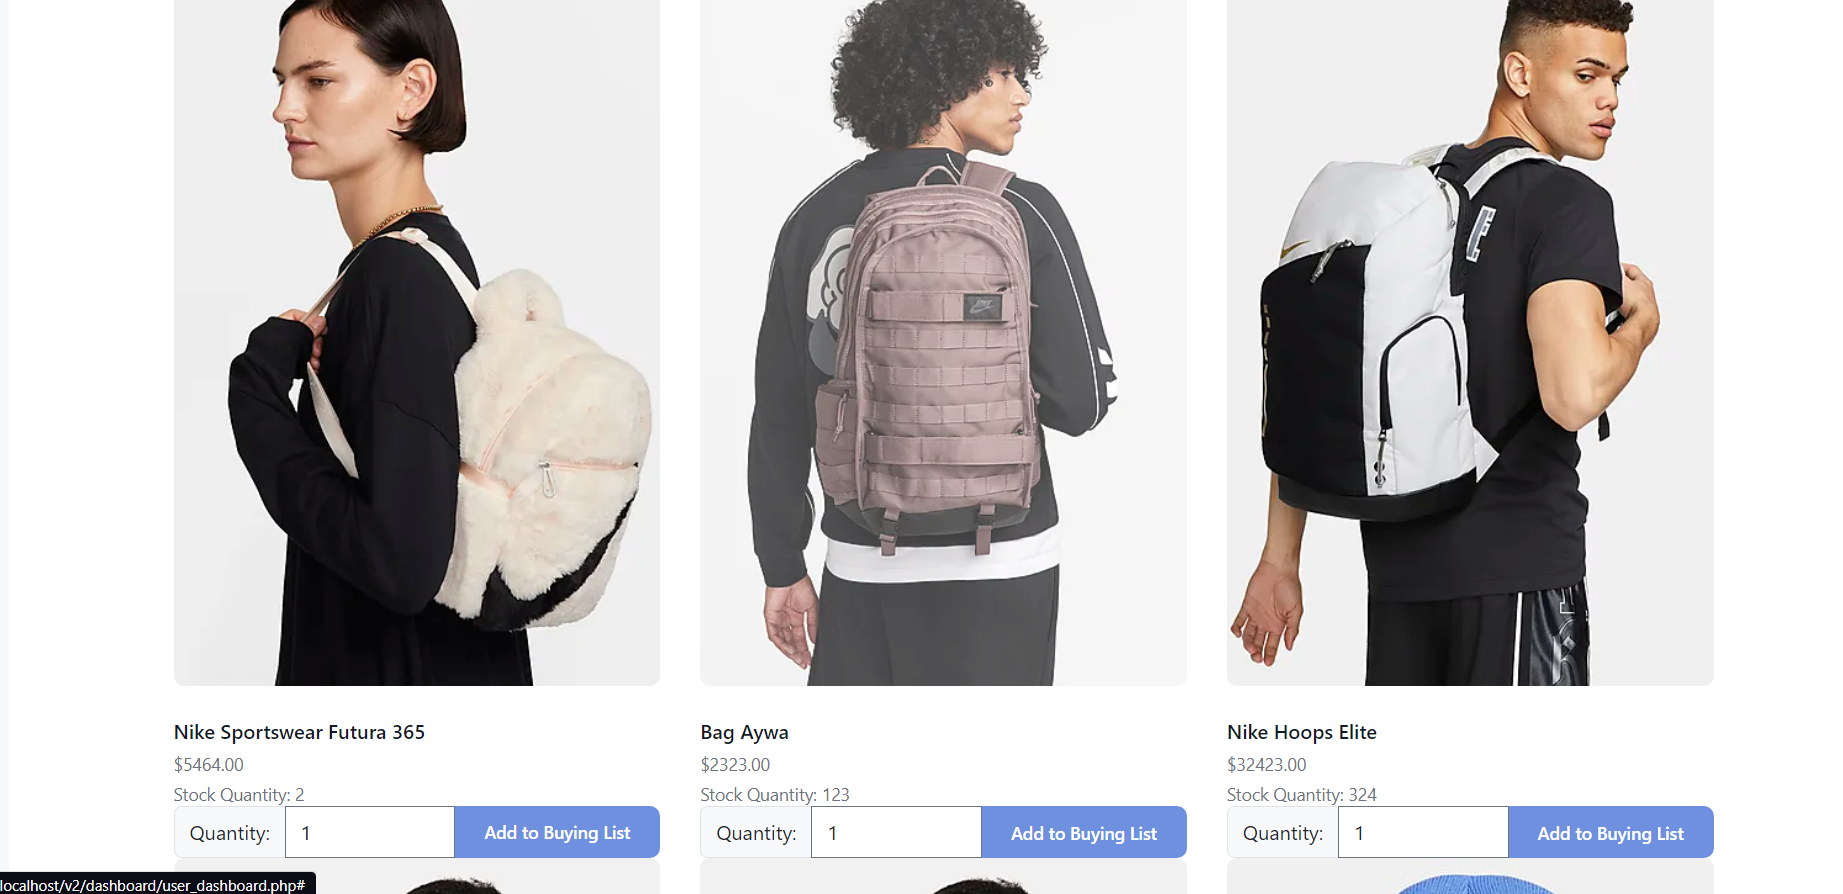 Nike Sportswear Futura 365
$5464.00
Stock Quantity: 2
Quantity: 1 Add to Buying List
Bag Aywa
$2323.00
Stock Quantity: 123
Quantity: 1 Add to Buying List
Nike Hoops Elite
$32423.00
Stock Quantity: 324
Quantity: 1 Add to Buying List
localhost/v2/dashboard/user_dashboard.php#